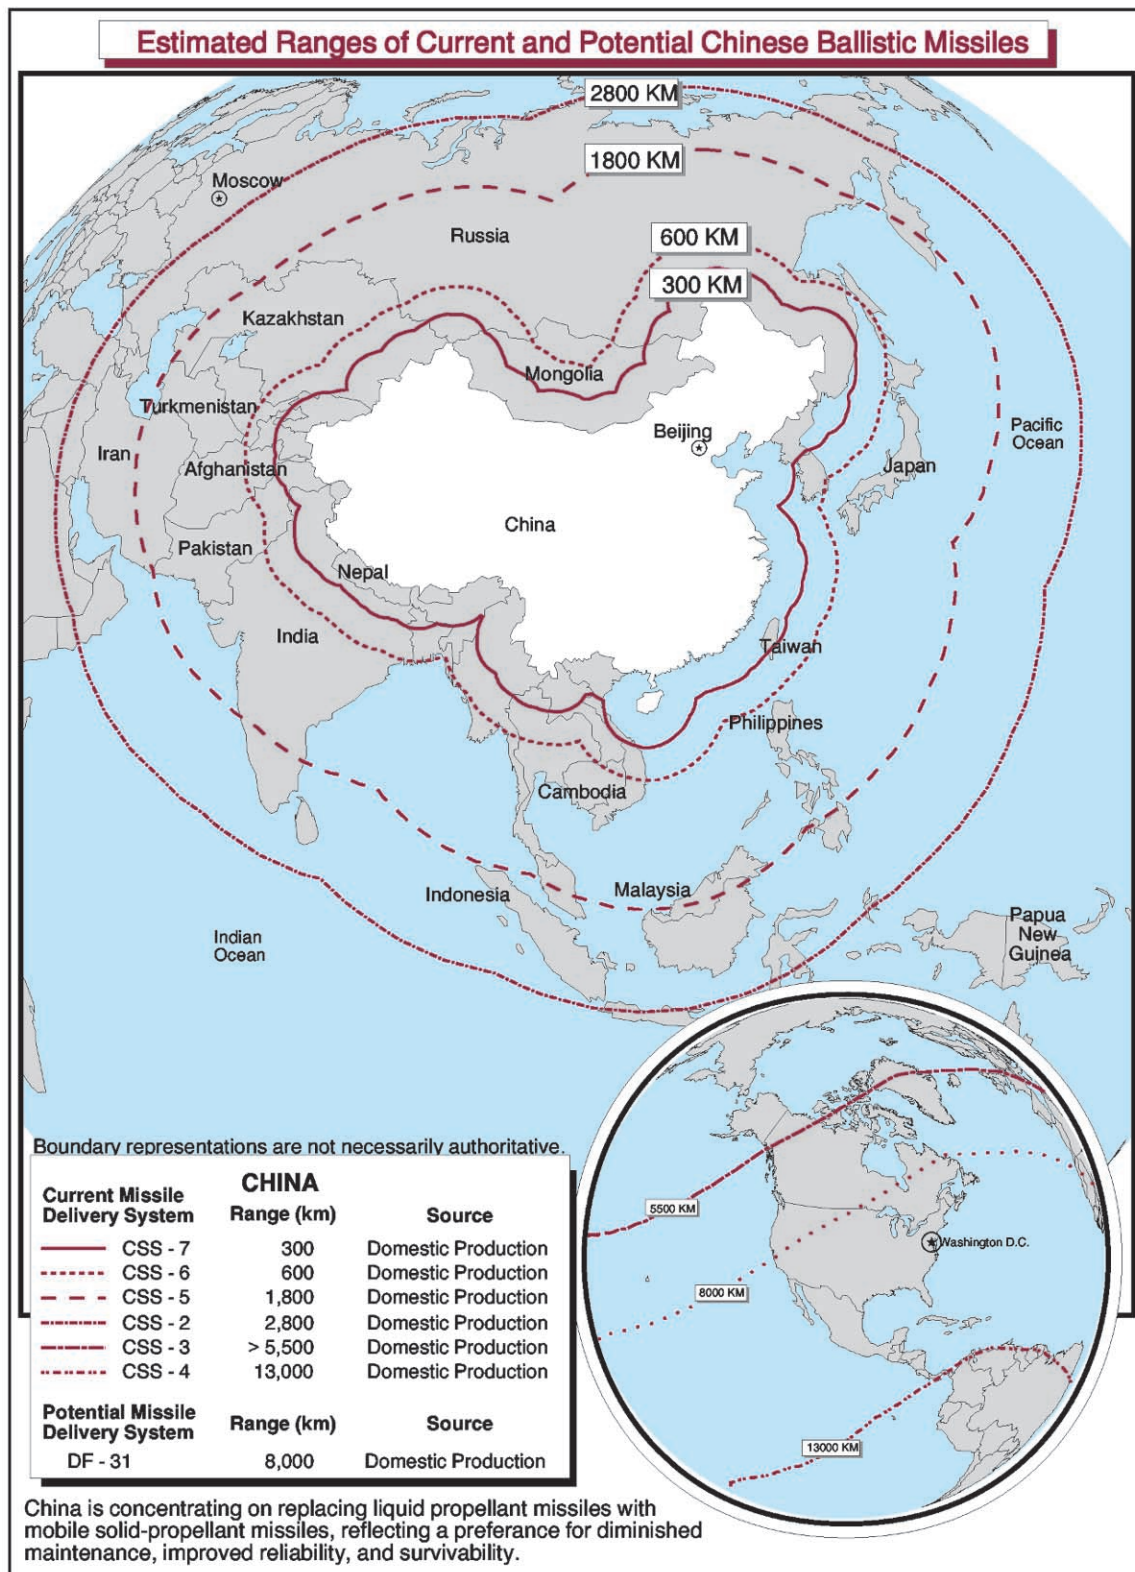 Estimated Ranges of Current and Potential Chinese Ballistic Missiles
2800 KM
1800 KM
Moscow
Russia
600 KM
300 KM
Kazakhstan
Mongolia
Turkmenistan
Beijing
Pacific
Ocean
Iran
Afghanistan
Japan
China
Pakistan
Nepal
India
Taiwan
Philippines
Cambodia
Indonesia
Malaysia
Indian
Ocean
Papua
New
Guinea
5500 KM
Washington D.C.
8000 KM
13000 KM
Boundary representations are not necessarily authoritative.
CHINA
Current Missile
Delivery System Range (km) Source
CSS - 7 300 Domestic Production
CSS - 6 600 Domestic Production
CSS - 5 1,800 Domestic Production
CSS - 2 2,800 Domestic Production
CSS - 3 > 5,500 Domestic Production
CSS - 4 13,000 Domestic Production
Potential Missile
Delivery System Range (km) Source
DF - 31 8,000 Domestic Production
China is concentrating on replacing liquid propellant missiles with
mobile solid-propellant missiles, reflecting a preferance for diminished
maintenance, improved reliability, and survivability.